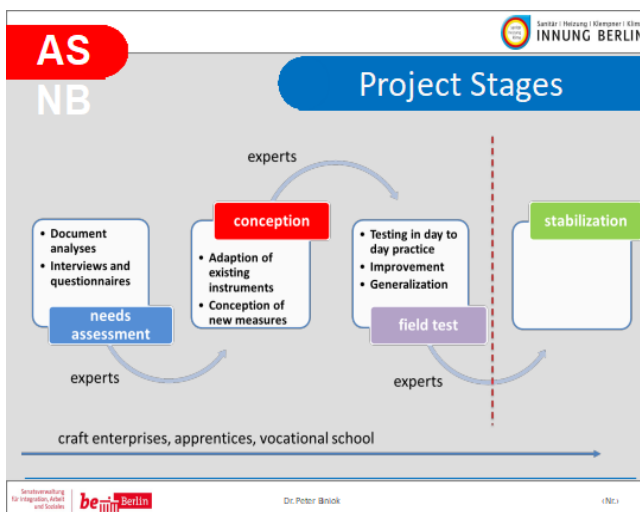 Sanitär | Heizung | Klempner | Klima
INNUNG BERLIN
AS
NB
Project Stages
experts
conception
stabilization
• Document
analyses
• Interviews and
questionnaires
• Adaption of
existing
instruments
• Conception of
new measures
• Testing in day to
day practice
• Improvement
• Generalization
needs
assessment
field test
experts
experts
craft enterprises, apprentices, vocational school
Senatsverwaltung
für Integration, Arbeit
und Soziales
be Berlin
Dr. Peter Biniok
‹Nr.›